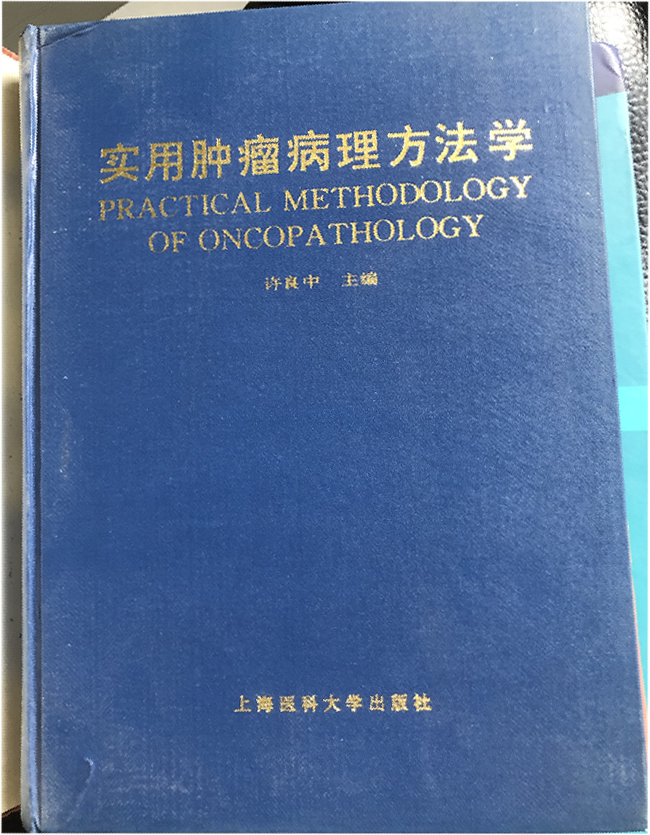 实用肿瘤病理方法学
PRACTICAL METHODOLOGY
OF ONCOPATHOLOGY
许良中 主编
上海医科大学出版社